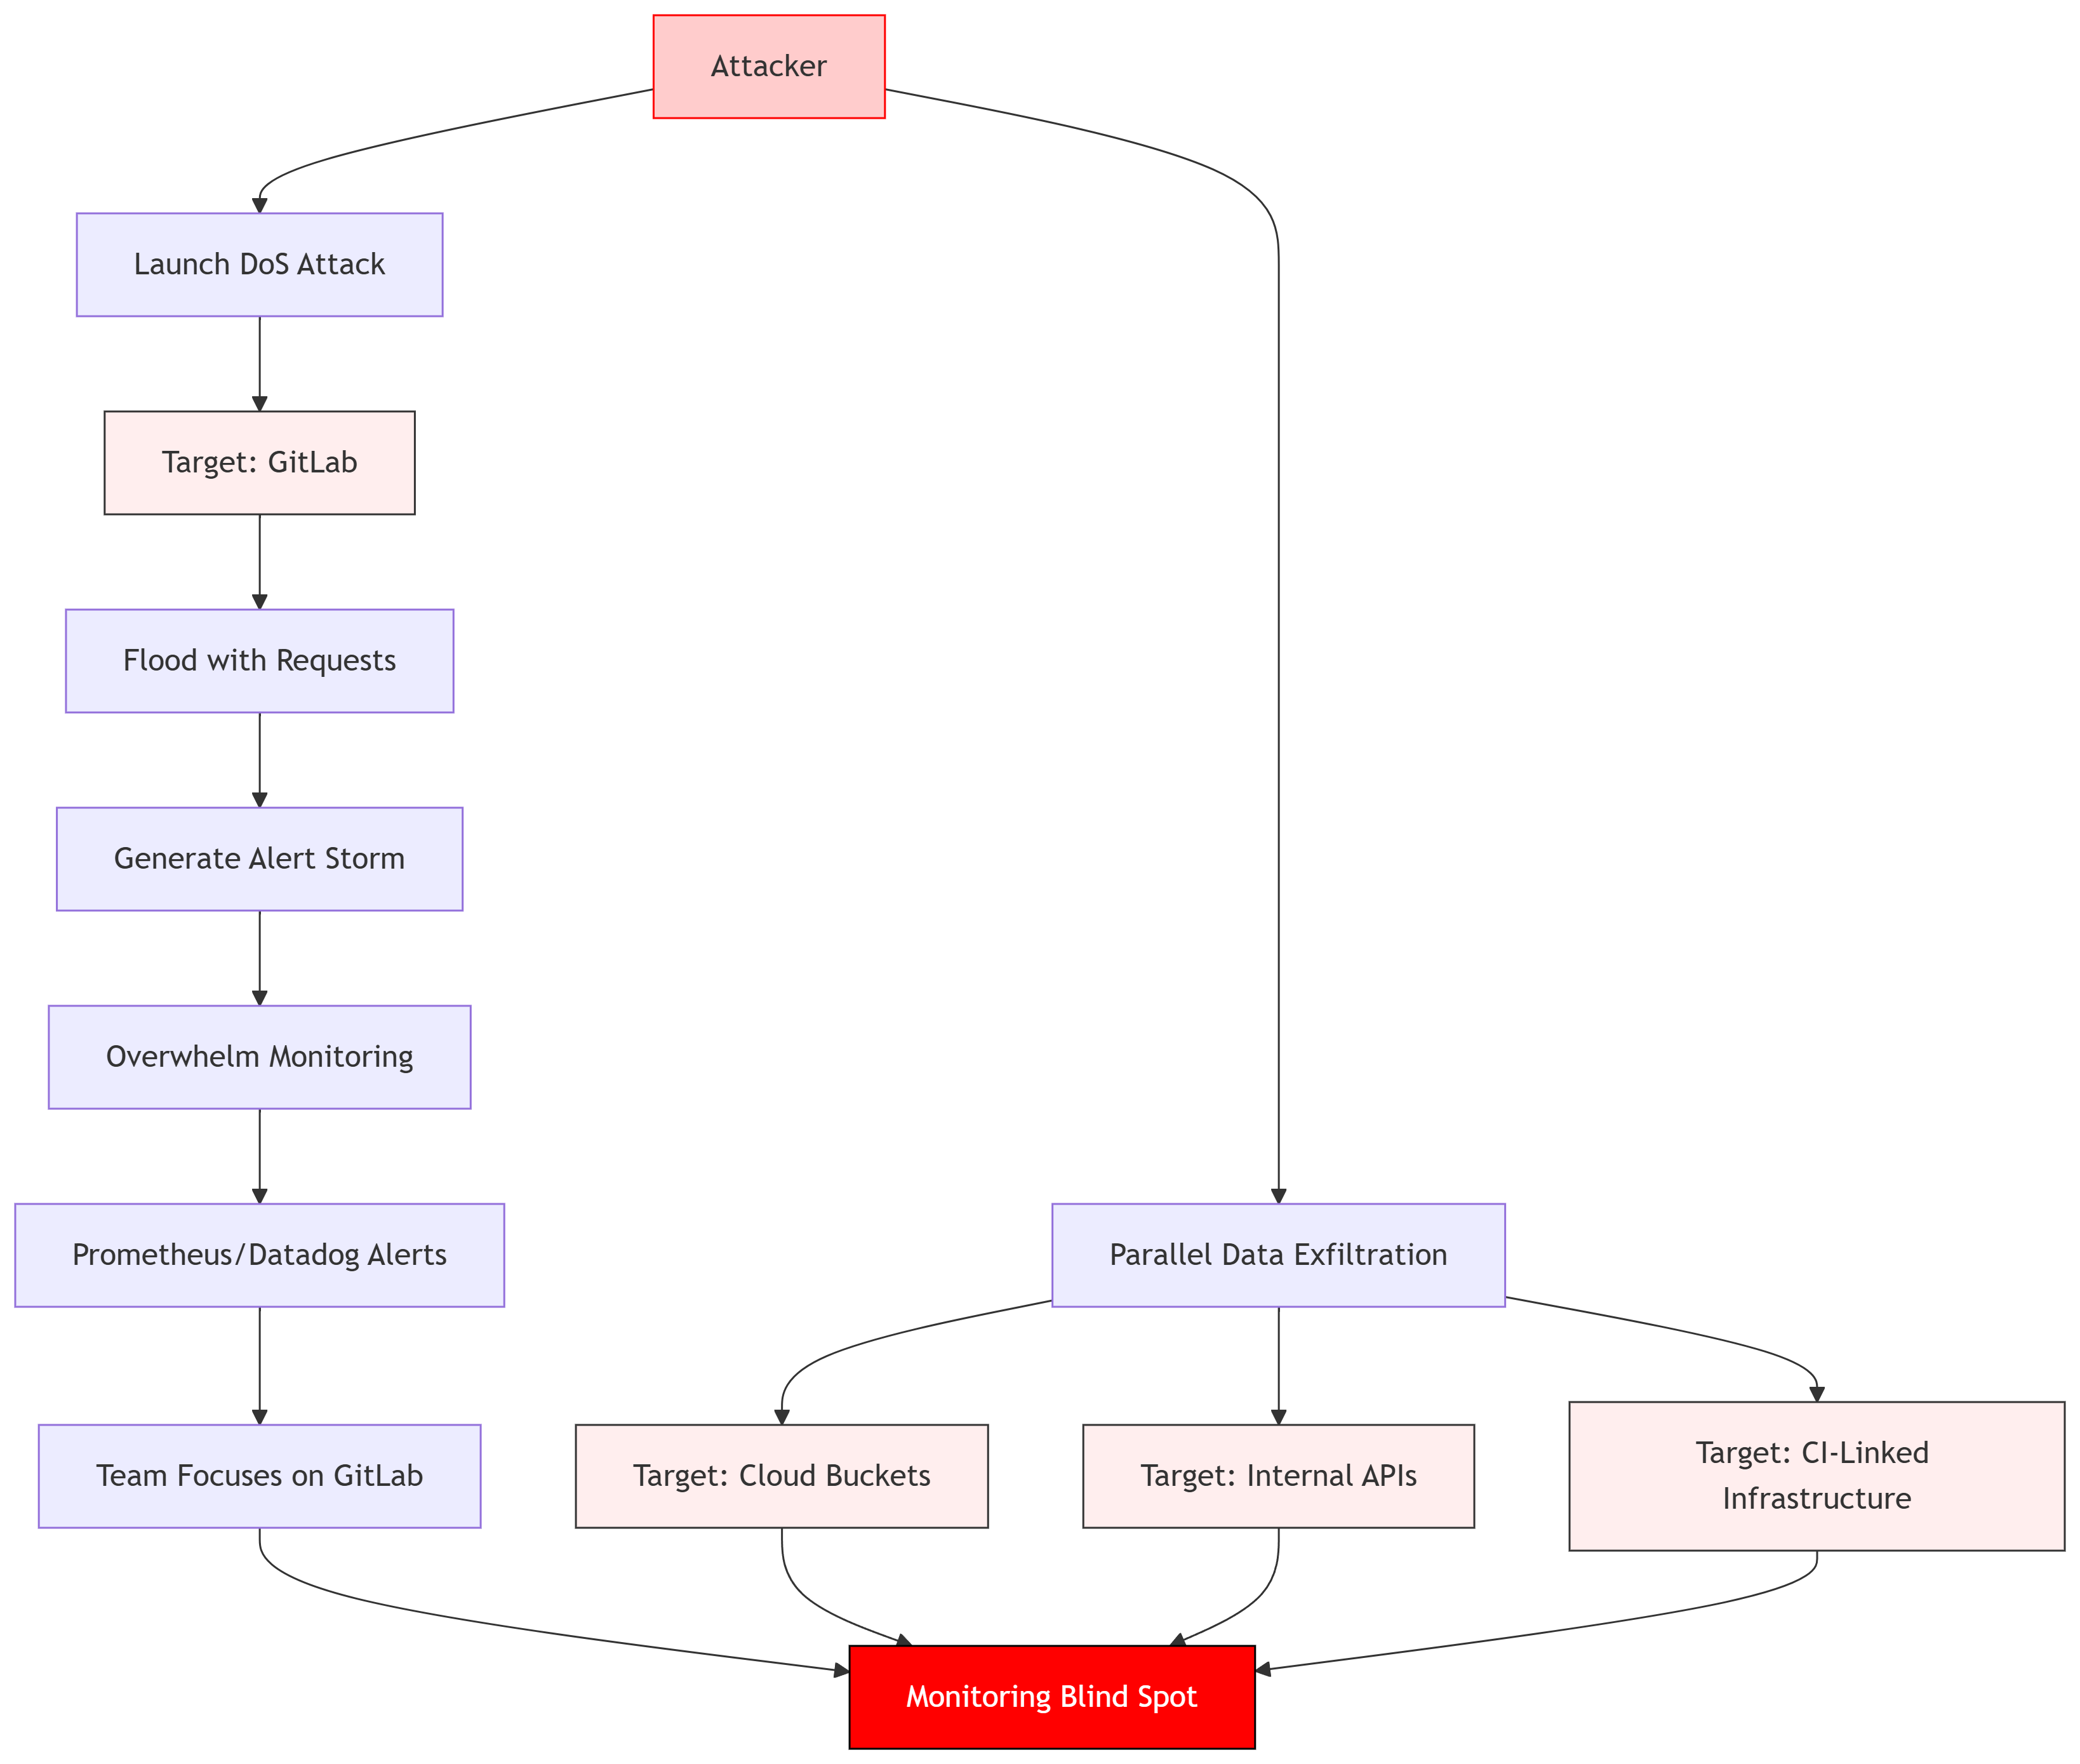 Attacker
Launch DoS Attack
Target: GitLab
Flood with Requests
Generate Alert Storm
Overwhelm Monitoring
Prometheus/Datadog Alerts
Parallel Data Exfiltration
Team Focuses on GitLab
Target: Cloud Buckets
Target: Internal APIs
Target: CI-Linked
Infrastructure
Monitoring Blind Spot